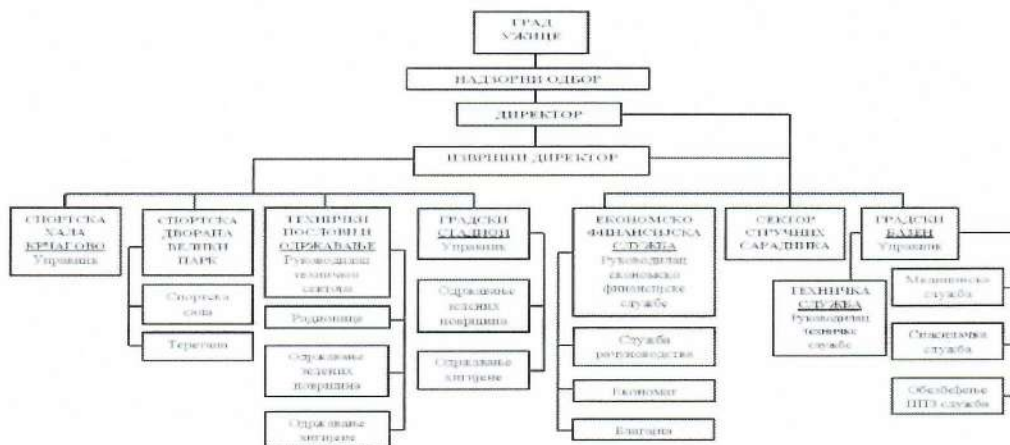 ГРАД
УЖИЦЕ
НАДЗОРНИ ОДБОР
ДИРЕКТОР
ИЗВРШНИ ДИРЕКТОР
СПОРТСКА
ХАЛА
КРЧАГОВО
Управник
СПОРТСКА
ДВОРАНА
ВЕЛИКИ
ПАРК
Спортска
сала
Теретана
ТЕХНИЧКИ
ПОСЛОВИ И
ОДРЖАВАЊЕ
Руководилац
техничког
сектора
Радионице
Одржавање
зелених
површина
Одржавање
хигијене
ГРАДСКИ
СТАДИОН
Управник
Одржавање
зелених
површина
Одржавање
хигијене
ЕКОНОМСКО
ФИНАНСИЈСКА
СЛУЖБА
Руководилац
економско
финансијске
службе
Служба
рачуноводства
Економат
Благајна
СЕКТОР
СТРУЧНИХ
САРАДНИКА
ГРАДСКИ
БАЗЕН
Управник
ТЕХНИЧКА
СЛУЖБА
Руководилац
техничке
службе
Медицинска
служба
Спасилачка
служба
Обезбеђење
ППЗ служба